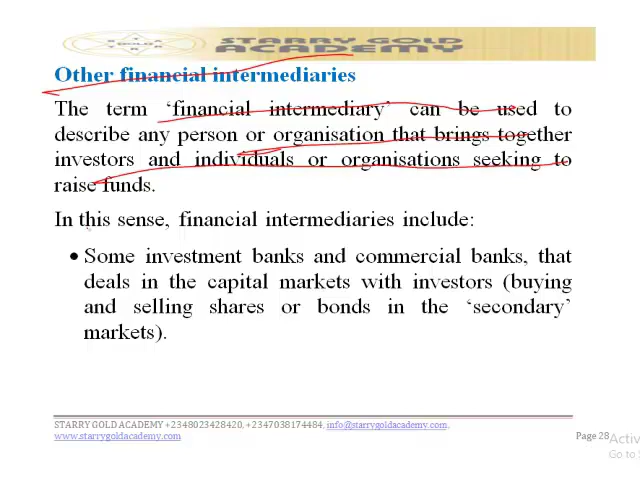 STARRY GOLD
ACADEMY
Other financial intermediaries
The term ‘financial intermediary’ can be used to
describe any person or organisation that brings together
investors and individuals or organisations seeking to
raise funds.
In this sense, financial intermediaries include:
• Some investment banks and commercial banks, that
deals in the capital markets with investors (buying
and selling shares or bonds in the ‘secondary’
markets).
STARRY GOLD ACADEMY +2348023428420, +2347038174484, info@starrygoldacademy.com,
www.starrygoldacademy.com
Page 28
Activ
Go to S